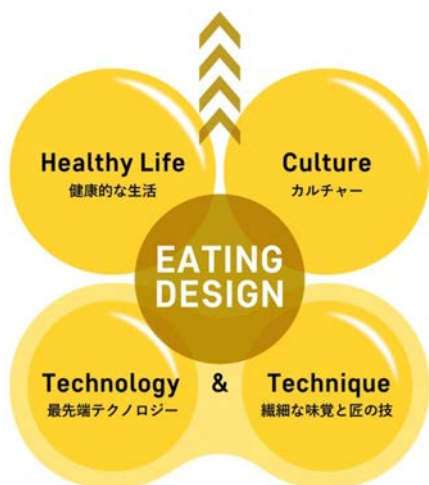 Healthy Life
健康的な生活
Culture
カルチャー
EATING
DESIGN
Technology
最先端テクノロジー
&
Technique
繊細な味覚と匠の技